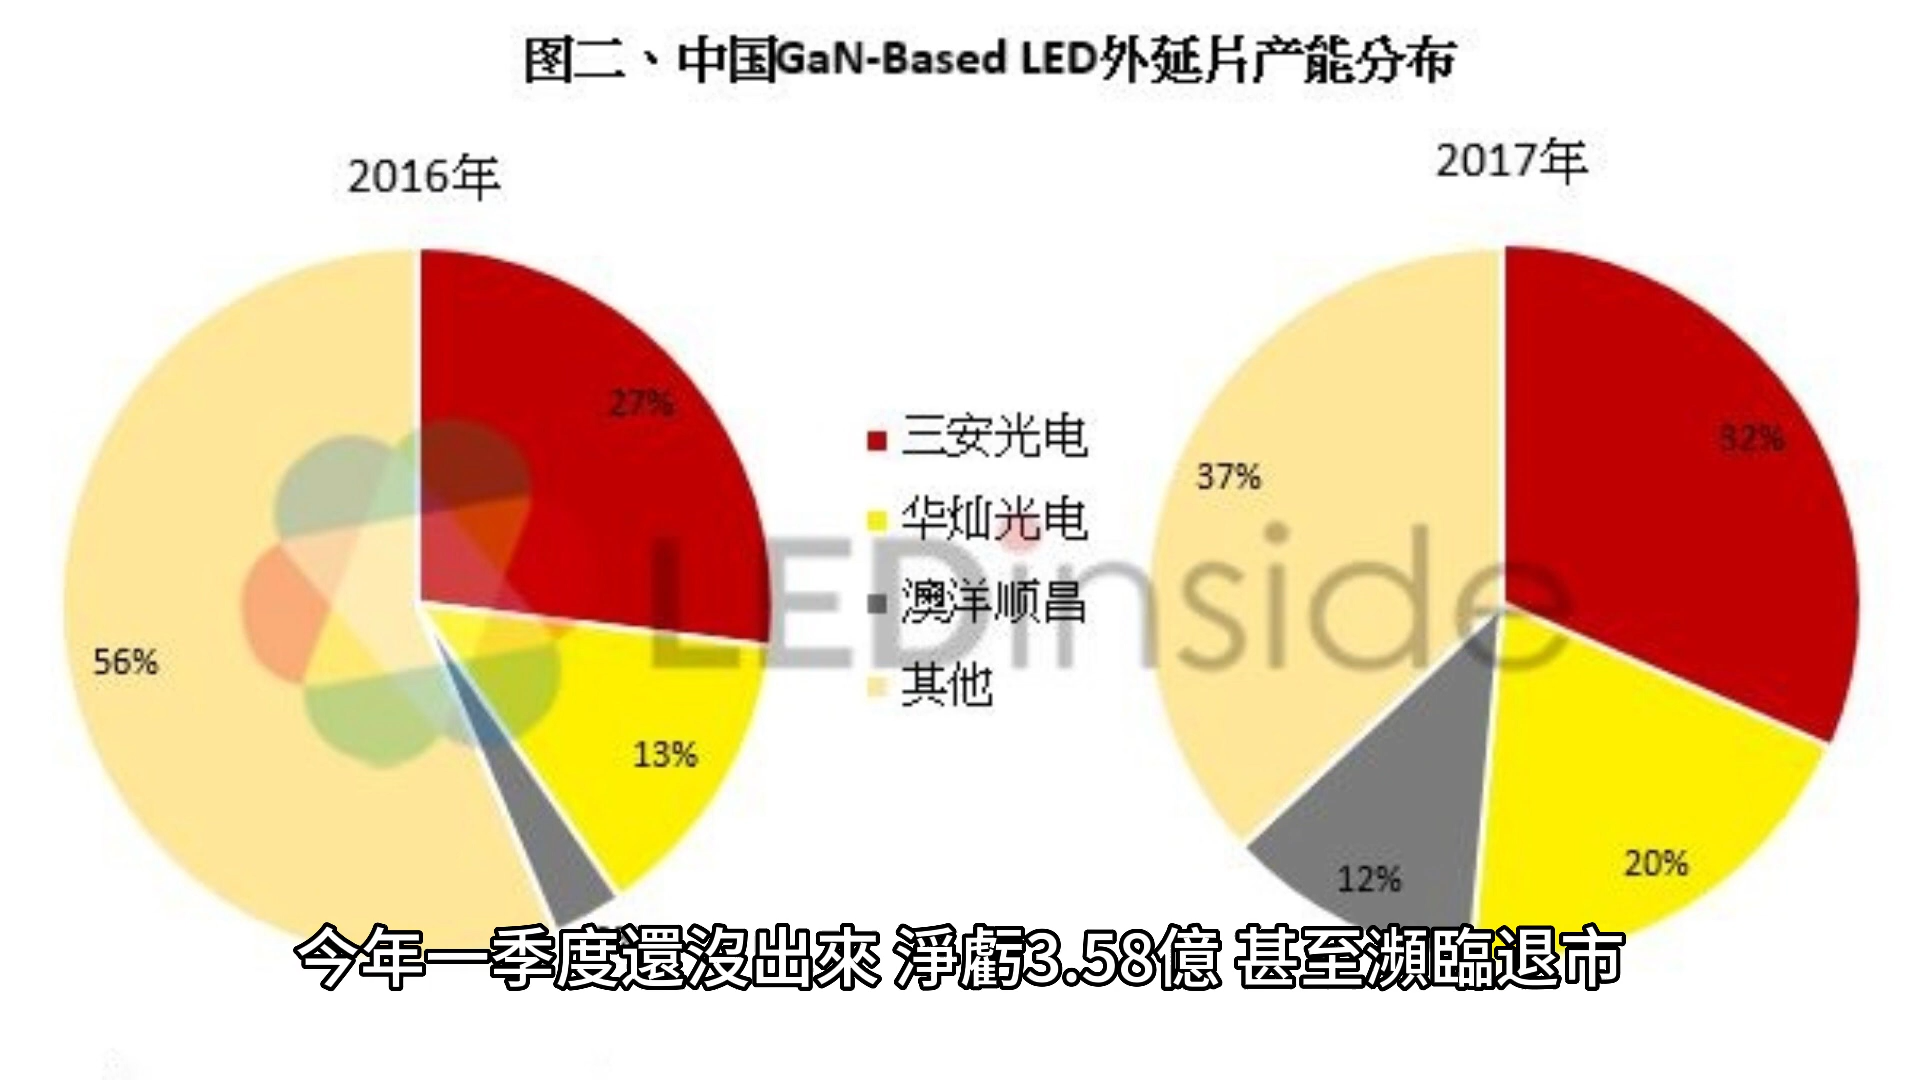 图二、中国GaN-Based LED外延片产能分布
2016年
2017年
27%
13%
56%
三安光电
华灿光电
澳洋顺昌
其他
32%
20%
12%
37%
LEDinside
今年一季度還沒出來 淨虧3.58億 甚至瀕臨退市